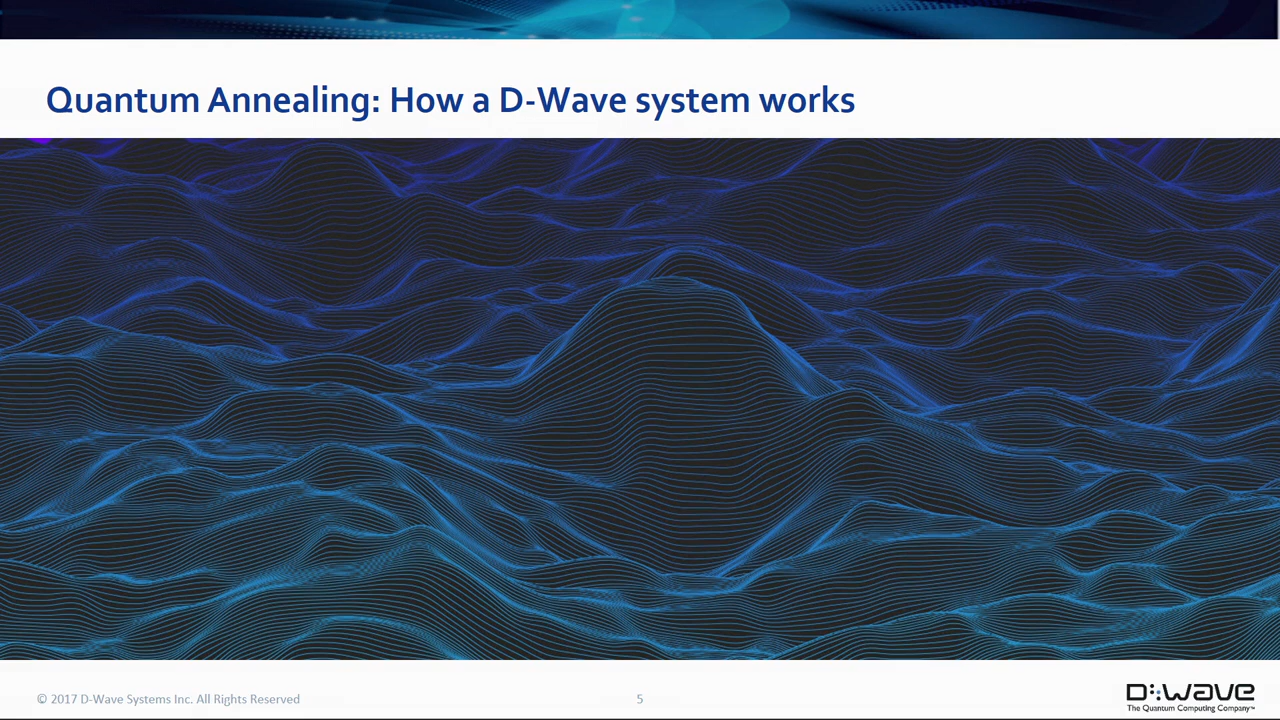 Quantum Annealing: How a D-Wave system works
© 2017 D-Wave Systems Inc. All Rights Reserved
5
D:wave
The Quantum Computing Company™